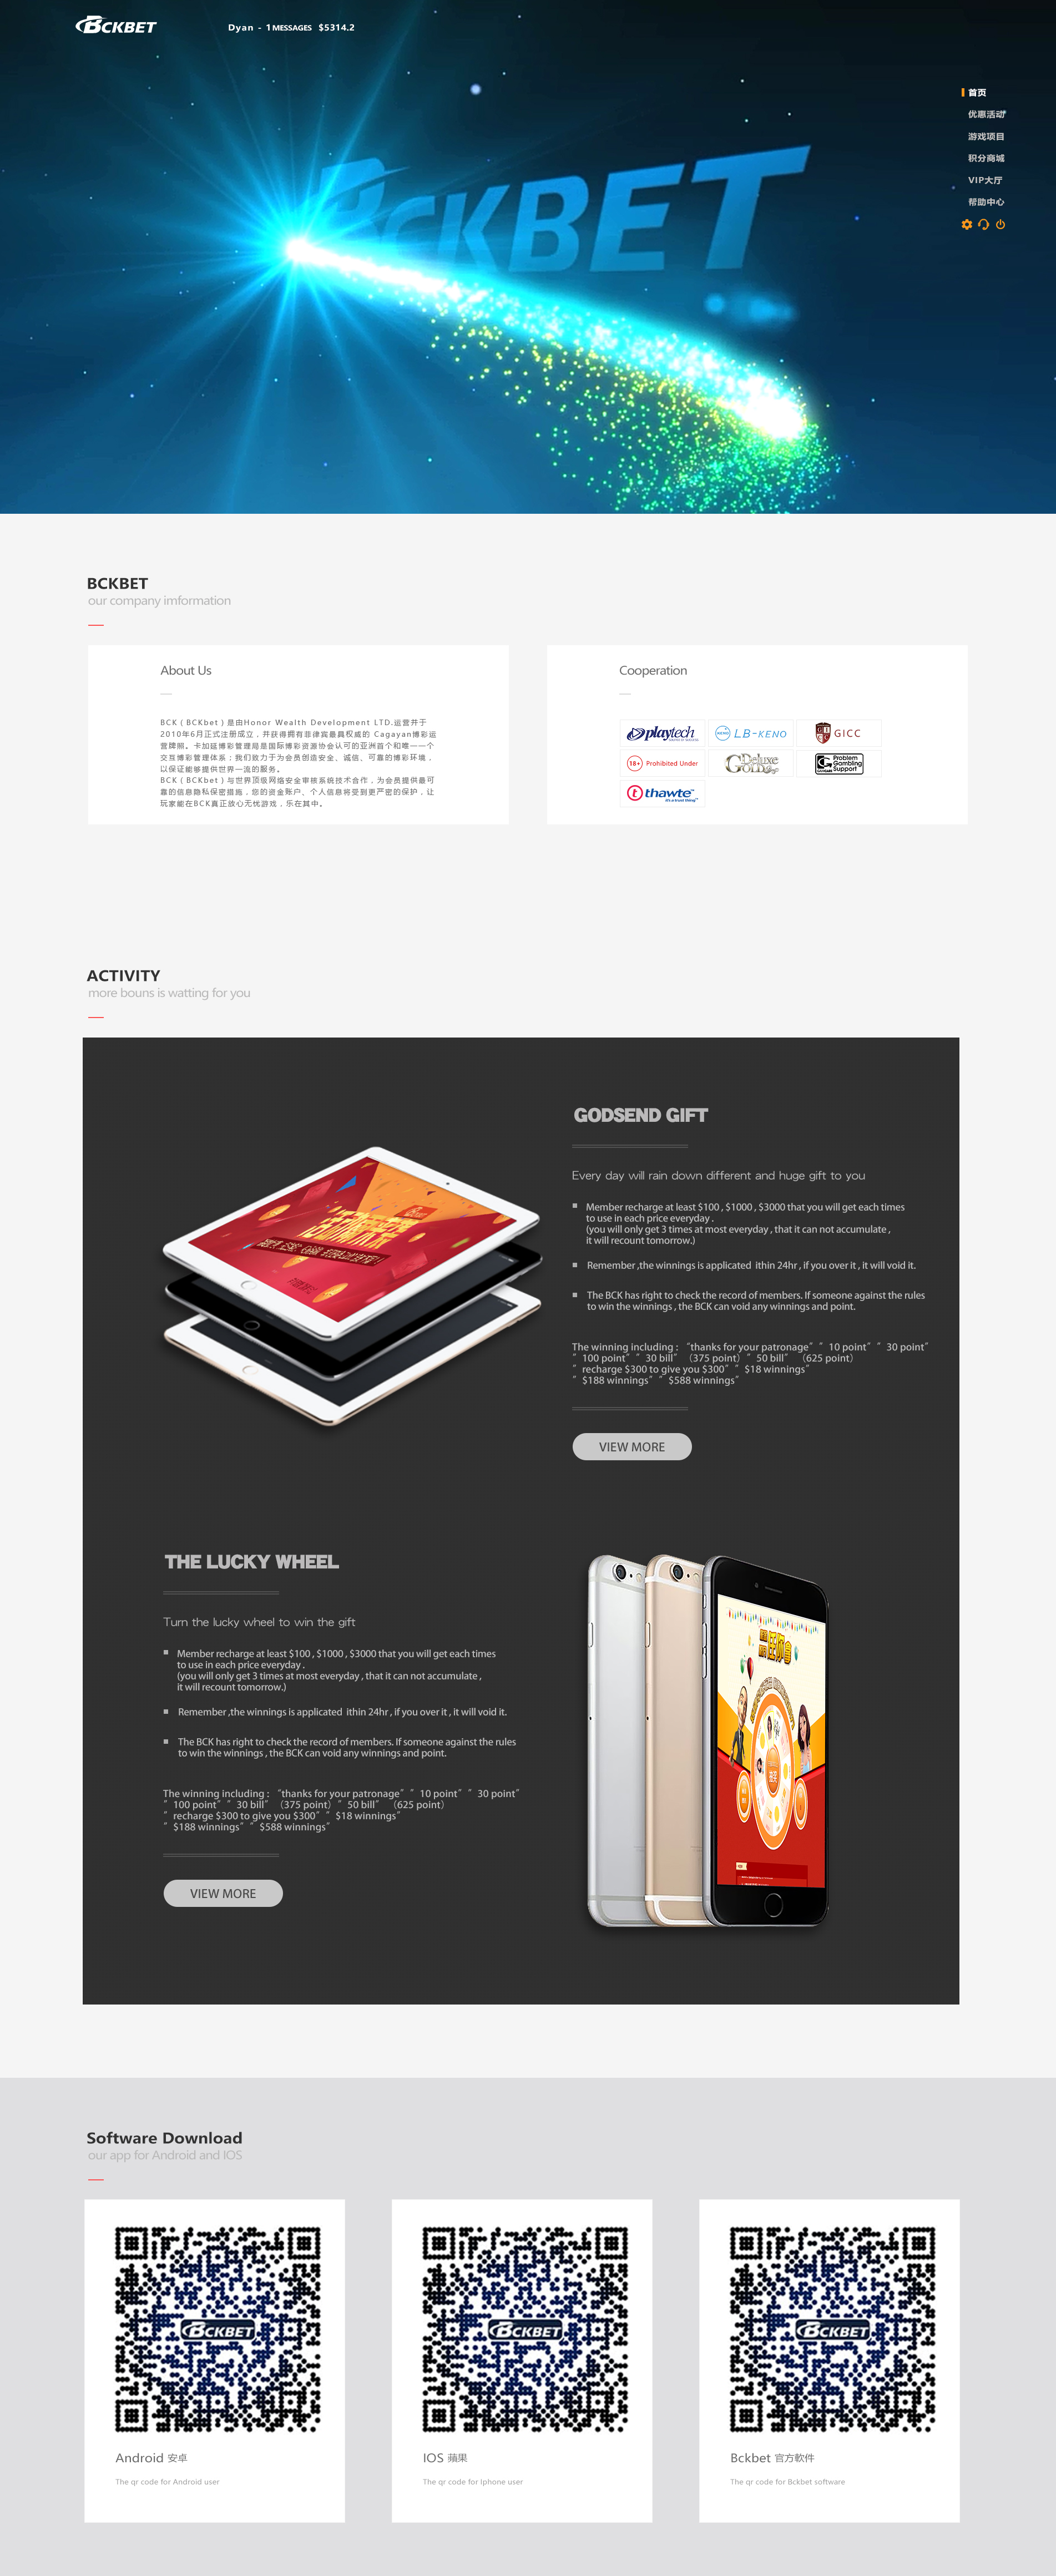 BCKBET
Dyan - 1 MESSAGES $5314.2
首页
优惠活动
游戏项目
积分商城
VIP大厅
帮助中心
BCKBET
BCKBET
our company imformation
About Us
BCK ( BCKbet ) 是由Honor Wealth Development LTD.运营并于
2010年6月正式注册成立，并获得拥有菲律宾最具权威的 Cagayan博彩运
营牌照。卡加延博彩管理局是国际博彩资源协会认可的亚洲首个和唯一一个
交互博彩管理体系；我们致力于为会员创造安全、诚信、可靠的博彩环境，
以保证能够提供世界一流的服务。
BCK ( BCKbet ) 与世界顶级网络安全审核系统技术合作，为会员提供最可
靠的信息隐私保密措施，您的资金账户、个人信息将受到更严密的保护，让
玩家能在BCK真正放心无忧游戏，乐在其中。
Cooperation
playtech
LB-KENO
GICC
18+ Prohibited Under
Deluxe Gold
Problem Gambling Support
thawte
it's a trust thing
ACTIVITY
more bouns is watting for you
GODSEND GIFT
Every day will rain down different and huge gift to you
Member recharge at least $100 , $1000 , $3000 that you will get each times
to use in each price everyday .
(you will only get 3 times at most everyday , that it can not accumulate ,
it will recount tomorrow.)
Remember ,the winnings is applicated ithin 24hr , if you over it , it will void it.
The BCK has right to check the record of members. If someone against the rules
to win the winnings , the BCK can void any winnings and point.
The winning including : “thanks for your patronage” ” 10 point” ” 30 point”
” 100 point” ” 30 bill” （375 point）” 50 bill” （625 point）
” recharge $300 to give you $300” ” $18 winnings”
” $188 winnings” ” $588 winnings”
VIEW MORE
THE LUCKY WHEEL
Turn the lucky wheel to win the gift
Member recharge at least $100 , $1000 , $3000 that you will get each times
to use in each price everyday .
(you will only get 3 times at most everyday , that it can not accumulate ,
it will recount tomorrow.)
Remember ,the winnings is applicated ithin 24hr , if you over it , it will void it.
The BCK has right to check the record of members. If someone against the rules
to win the winnings , the BCK can void any winnings and point.
The winning including : “thanks for your patronage” ” 10 point” ” 30 point”
” 100 point” ” 30 bill” （375 point）” 50 bill” （625 point）
” recharge $300 to give you $300” ” $18 winnings”
” $188 winnings” ” $588 winnings”
VIEW MORE
Software Download
our app for Android and IOS
BCKBET
BCKBET
BCKBET
Android 安卓
IOS 蘋果
Bckbet 官方軟件
The qr code for Android user
The qr code for Iphone user
The qr code for Bckbet software